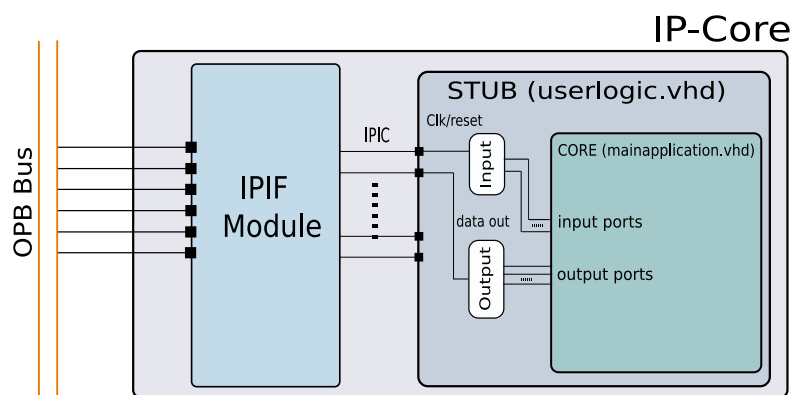 IP-Core
OPB Bus
IPIF
Module
IPIC
STUB (userlogic.vhd)
Clk/reset
Input
data out
Output
CORE (mainapplication.vhd)
input ports
output ports